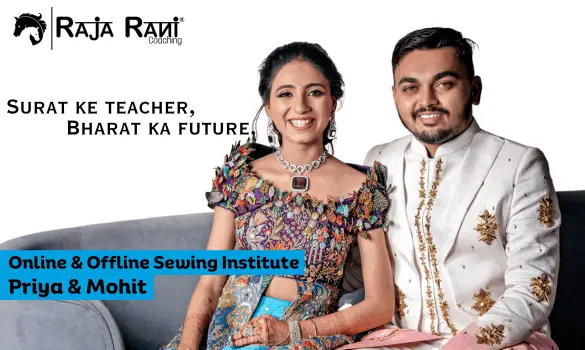 Raja Rani®
Coaching
Surat ke teacher,
Bharat ka future
Online & Offline Sewing Institute
Priya & Mohit